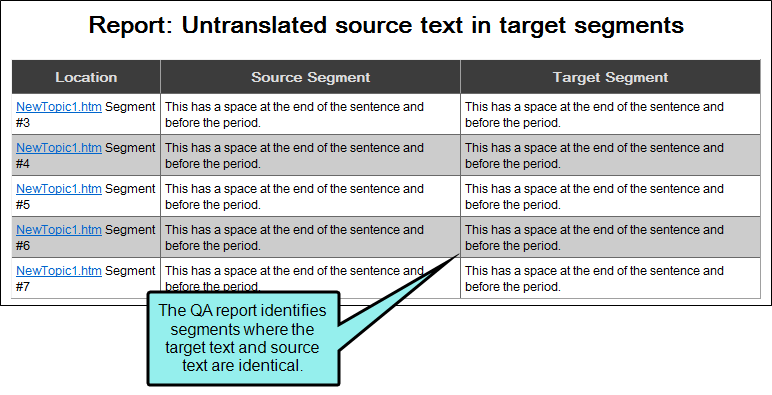 Report: Untranslated source text in target segments
Location Source Segment Target Segment
NewTopic1.htm Segment This has a space at the end of the sentence and This has a space at the end of the sentence and
#3 before the period. before the period.
NewTopic1.htm Segment This has a space at the end of the sentence and This has a space at the end of the sentence and
#4 before the period. before the period.
NewTopic1.htm Segment This has a space at the end of the sentence and This has a space at the end of the sentence and
#5 before the period. before the period.
NewTopic1.htm Segment This has a space at the end of the sentence and This has a space at the end of the sentence and
#6 before the period. before the period.
NewTopic1.htm Segment This has a space at the end of the sentence and This has a space at the end of the sentence and
#7 before the period. before the period.
The QA report identifies
segments where the
target text and source
text are identical.